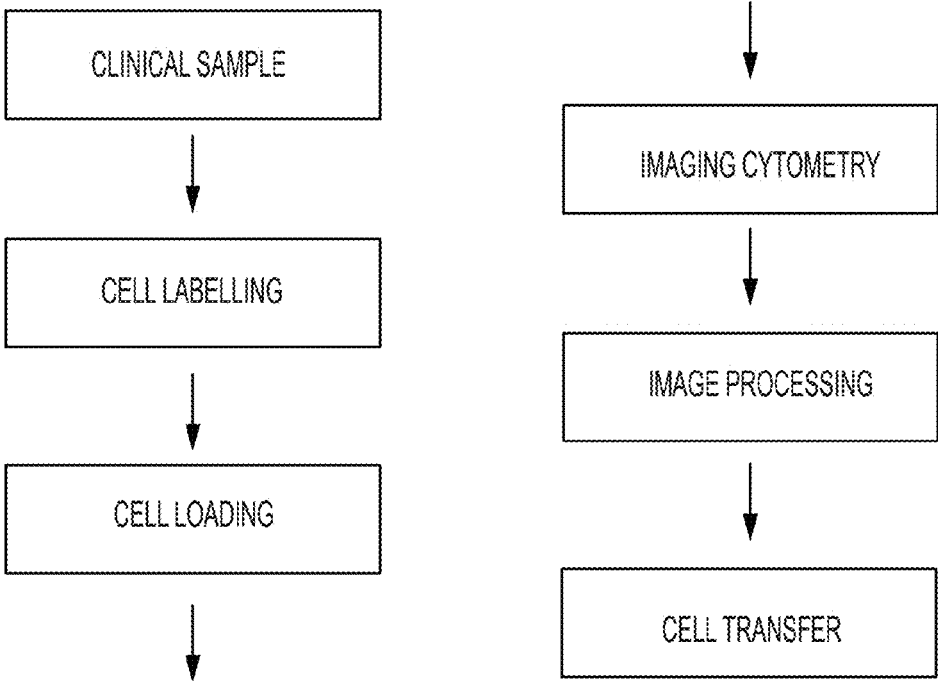 CLINICAL SAMPLE
CELL LABELLING
CELL LOADING
IMAGING CYTOMETRY
IMAGE PROCESSING
CELL TRANSFER